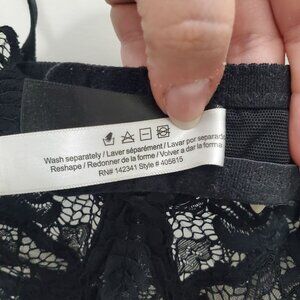 Wash separately / Laver séparément / Lavar por separado
Reshape / Redonner de la forme / Volver a dar la forma
RN# 142341 Style # 405815